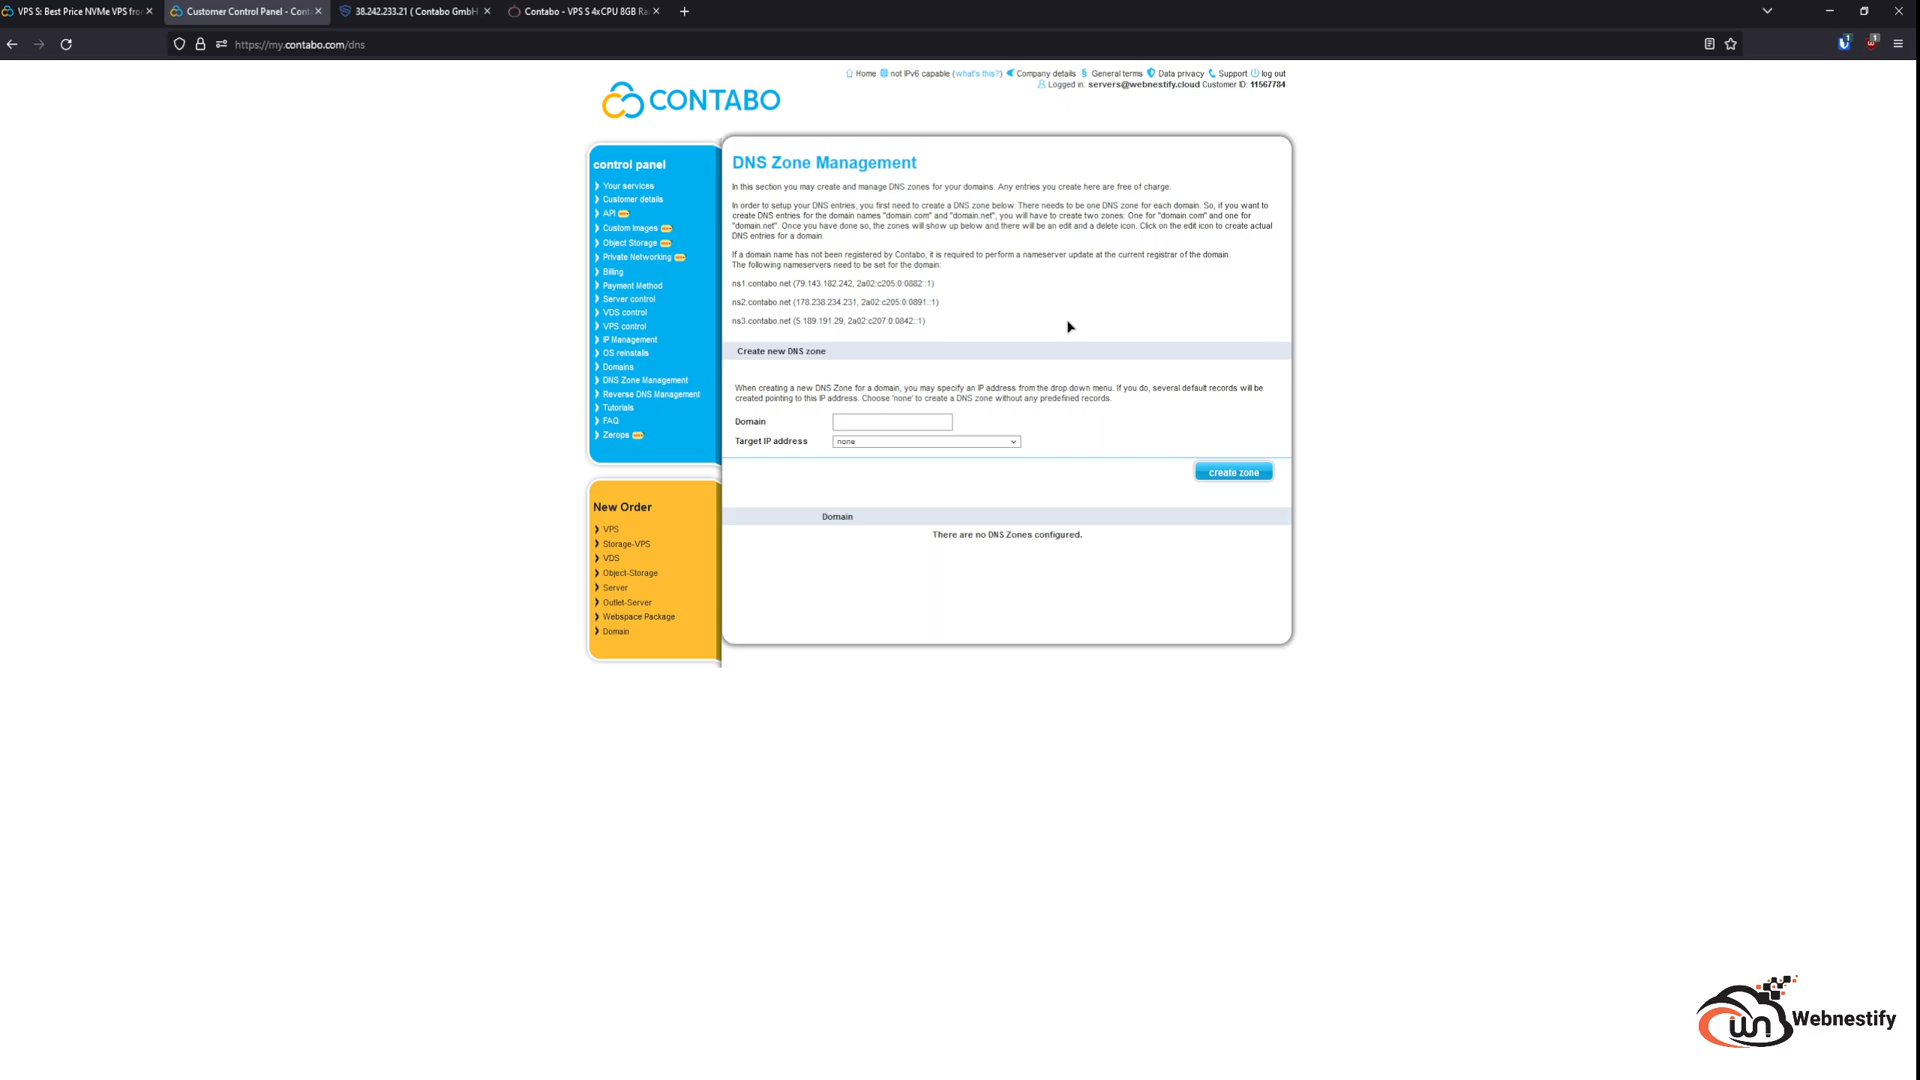 VPS S: Best Price NVMe VPS fro
Customer Control Panel - Cont
38.242.233.21 ( Contabo GmbH
Contabo - VPS S 4xCPU 8GB Ra
https://my.contabo.com/dns
1
1
Home not IPv6 capable (what's this?) Company details § General terms Data privacy Support log out
Logged in: servers@webnestify.cloud Customer ID: 11567784
CONTABO
control panel
Your services
Customer details
API
Custom Images
Object Storage
Private Networking
Billing
Payment Method
Server control
VDS control
VPS control
IP Management
OS reinstalls
Domains
DNS Zone Management
Reverse DNS Management
Tutorials
FAQ
Zerops
New Order
VPS
Storage-VPS
VDS
Object-Storage
Server
Outlet-Server
Webspace Package
Domain
DNS Zone Management
In this section you may create and manage DNS zones for your domains. Any entries you create here are free of charge.
In order to setup your DNS entries, you first need to create a DNS zone below. There needs to be one DNS zone for each domain. So, if you want to
create DNS entries for the domain names "domain.com" and "domain.net", you will have to create two zones: One for "domain.com" and one for
"domain.net". Once you have done so, the zones will show up below and there will be an edit and a delete icon. Click on the edit icon to create actual
DNS entries for a domain.
If a domain name has not been registered by Contabo, it is required to perform a nameserver update at the current registrar of the domain.
The following nameservers need to be set for the domain:
ns1.contabo.net (79.143.182.242, 2a02:c205:0:0882::1)
ns2.contabo.net (178.238.234.231, 2a02:c205:0:0891::1)
ns3.contabo.net (5.189.191.29, 2a02:c207:0:0842::1)
Create new DNS zone
When creating a new DNS Zone for a domain, you may specify an IP address from the drop down menu. If you do, several default records will be
created pointing to this IP address. Choose 'none' to create a DNS zone without any predefined records.
Domain
Target IP address none
create zone
Domain
There are no DNS Zones configured.
Webnestify